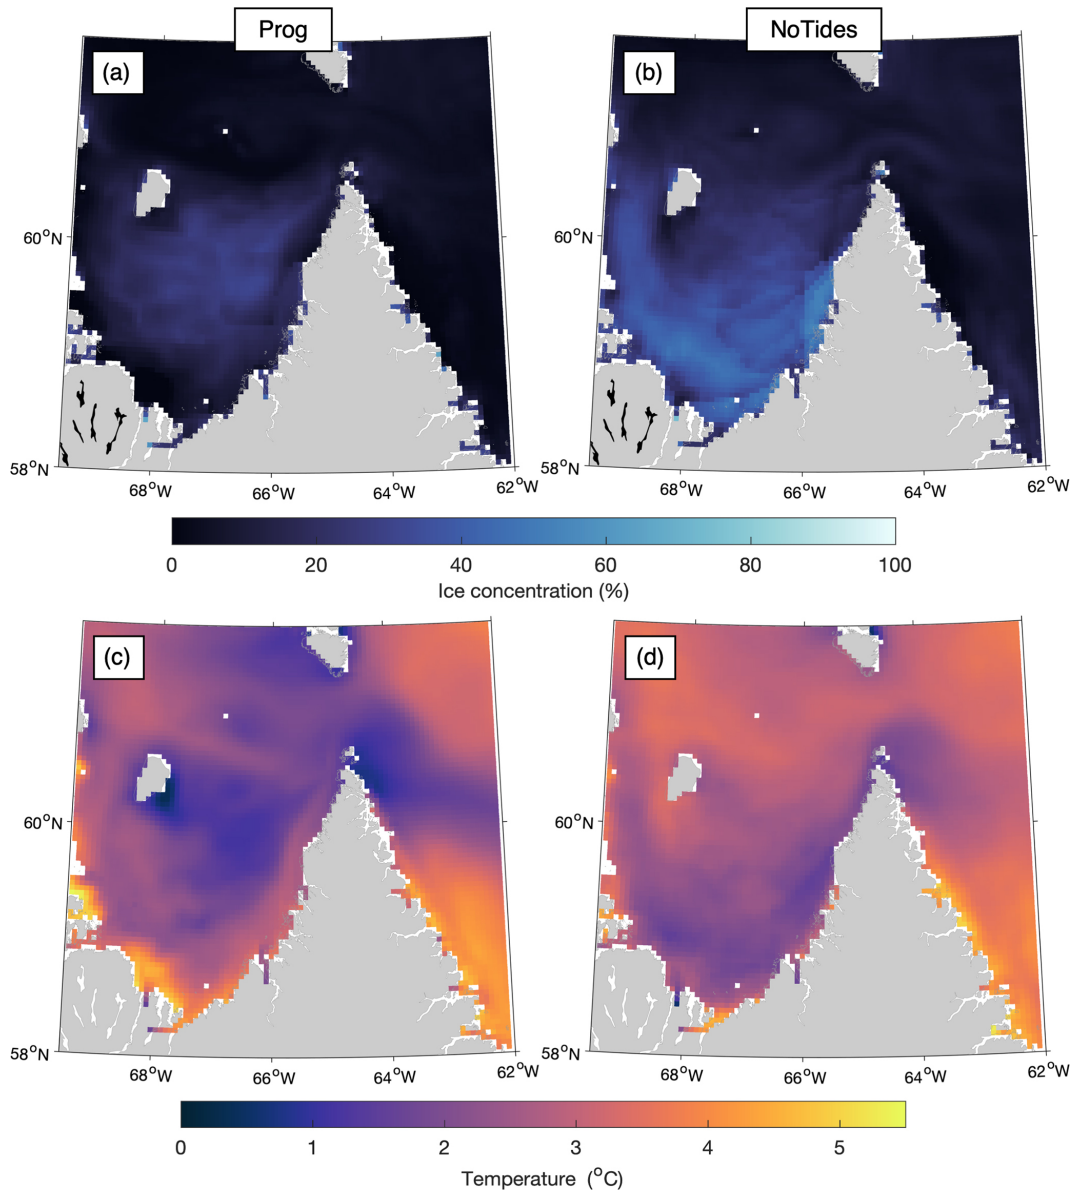 Prog NoTides
(a) (b)
60°N 60°N
58°N 58°N
68°W 66°W 64°W 62°W 68°W 66°W 64°W 62°W
0 20 40 60 80 100
Ice concentration (%)
(c) (d)
60°N 60°N
58°N 58°N
68°W 66°W 64°W 62°W 68°W 66°W 64°W 62°W
0 1 2 3 4 5
Temperature (°C)